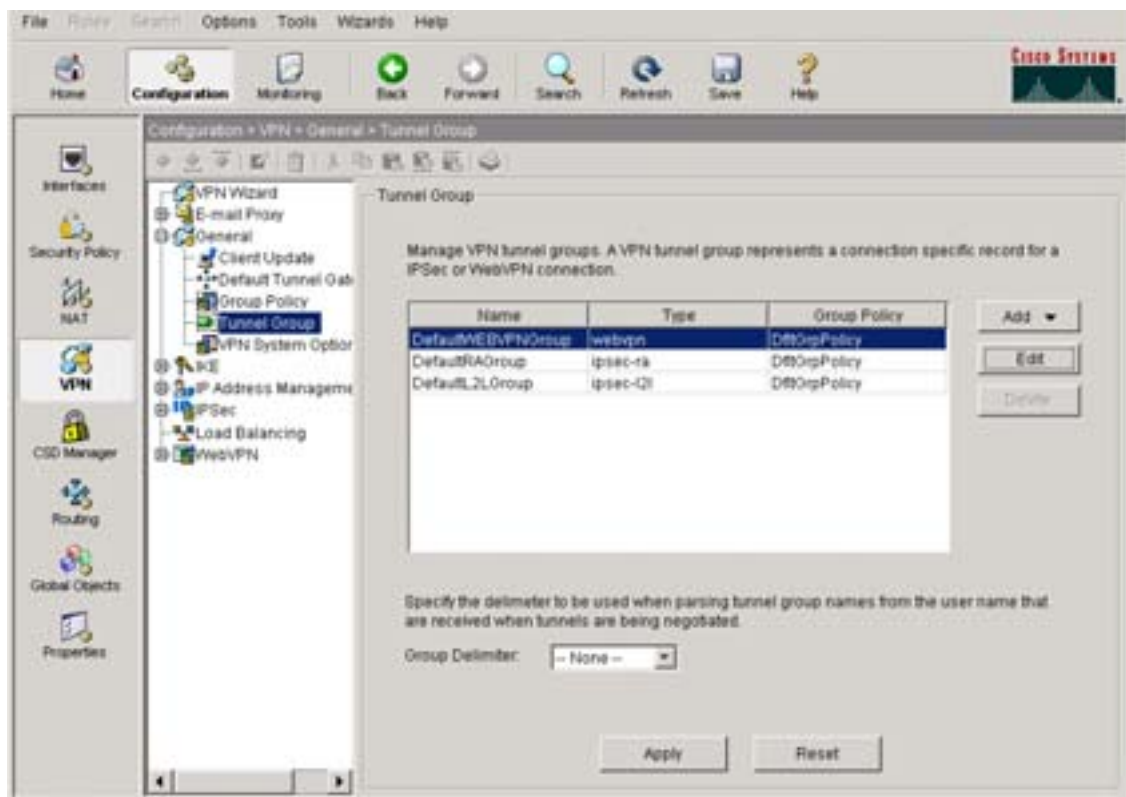 File Rules Search Options Tools Wizards Help
Home Configuration Monitoring Back Forward Search Refresh Save Help
CISCO SYSTEMS
Configuration > VPN > General > Tunnel Group
Interfaces
Security Policy
NAT
VPN
CSD Manager
Routing
Global Objects
Properties
VPN Wizard
E-mail Proxy
General
Client Update
Default Tunnel Gat
Group Policy
Tunnel Group
VPN System Option
IKE
IP Address Manageme
IPSec
Load Balancing
WebVPN
Tunnel Group
Manage VPN tunnel groups. A VPN tunnel group represents a connection specific record for a
IPSec or WebVPN connection.
Name Type Group Policy
DefaultWEBVPNGroup webvpn DfltGrpPolicy
DefaultRAGroup ipsec-ra DfltGrpPolicy
DefaultL2LGroup ipsec-l2l DfltGrpPolicy
Add
Edit
Delete
Specify the delimeter to be used when parsing tunnel group names from the user name that
are received when tunnels are being negotiated.
Group Delimiter: -- None --
Apply Reset